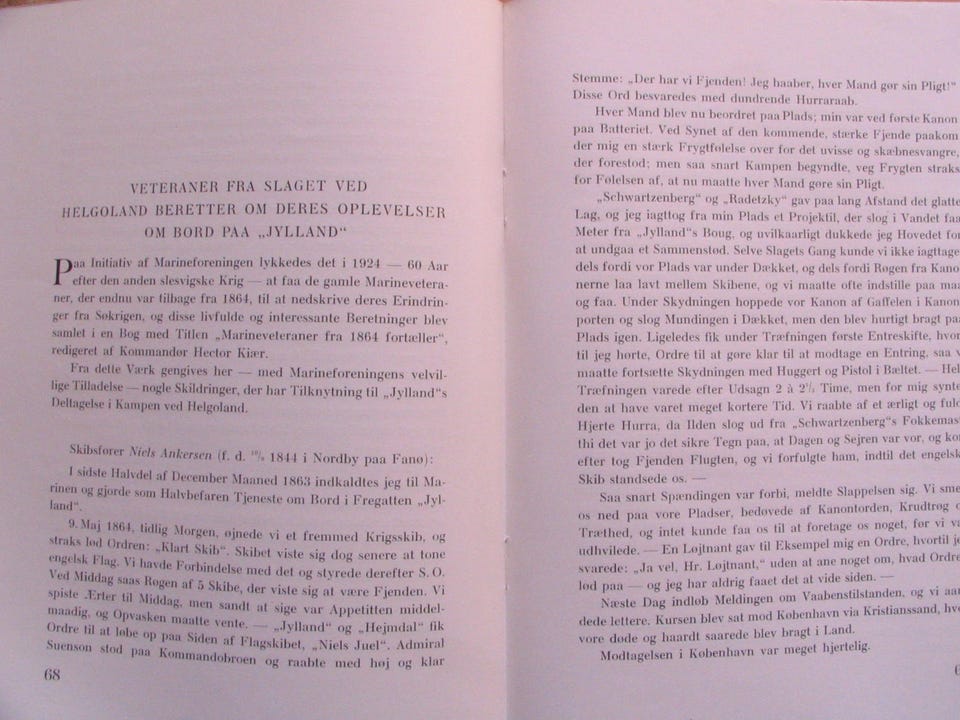 VETERANER FRA SLAGET VED
HELGOLAND BERETTER OM DERES OPLEVELSER
OM BORD PAA „JYLLAND“
Paa Initiativ af Marineforeningen lykkedes det i 1924 — 60 Aar
efter den anden slesvigske Krig — at faa de gamle Marinevetera-
ner, der endnu var tilbage fra 1864, til at nedskrive deres Erindrin-
ger fra Søkrigen, og disse livfulde og interessante Beretninger blev
samlet i en Bog med Titlen „Marineveteraner fra 1864 fortæller“,
redigeret af Kommandør Hector Kiær.
Fra dette Værk gengives her — med Marineforeningens velvil-
lige Tilladelse — nogle Skildringer, der har Tilknytning til „Jylland“s
Deltagelse i Kampen ved Helgoland.
Skibsfører Niels Ankersen (f. d. 1844 i Nordby paa Fanø):
I sidste Halvdel af December Maaned 1863 indkaldtes jeg til Ma-
rinen og gjorde som Halvbefaren Tjeneste om Bord i Fregatten „Jyl-
land“.
9. Maj 1864, tidlig Morgen, øjnede vi et fremmed Krigsskib, og
straks lød Ordren: „Klart Skib“. Skibet viste sig dog senere at tone
engelsk Flag. Vi havde Forbindelse med det og styrede derefter S. O.
Ved Middag saas Røgen af 5 Skibe, der viste sig at være Fjenden. Vi
spiste Ærter til Middag, men sandt at sige var Appetitten middel-
maadig, og Opvasken maatte vente. — „Jylland“ og „Hejmdal“ fik
Ordre til at løbe op paa Siden af Flagskibet, „Niels Juel“. Admiral
Suenson stod paa Kommandobroen og raabte med høj og klar
68
Stemme: „Der har vi Fjenden! Jeg haaber, hver Mand gør sin Pligt!“
Disse Ord besvaredes med dundrende Hurraraab.
Hver Mand blev nu beordret paa Plads; min var ved første Kanon
paa Batteriet. Ved Synet af den kommende, stærke Fjende paakom
der mig en stærk Frygtfølelse over for det uvisse og skæbnesvangre,
der forestod; men saa snart Kampen begyndte, veg Frygten straks
for Følelsen af, at nu maatte hver Mand gøre sin Pligt.
„Schwartzenberg“ og „Radetzky“ gav paa lang Afstand det glatte
Lag, og jeg iagttog fra min Plads et Projektil, der slog i Vandet faa
Meter fra „Jylland“s Boug, og uvilkaarligt dukkede jeg Hovedet for
at undgaa et Sammenstød. Selve Slagets Gang kunde vi ikke iagttage
dels fordi vor Plads var under Dækket, og dels fordi Røgen fra Kano
nerne laa lavt mellem Skibene, og vi maatte ofte indstille paa maa
og faa. Under Skydningen hoppede vor Kanon af Gaffelen i Kanon
porten og slog Mundingen i Dækket, men den blev hurtigt bragt paa
Plads igen. Ligeledes fik under Træfningen første Entreskifte, hvor
til jeg hørte, Ordre til at gøre klar til at modtage en Entring, saa v
maatte fortsætte Skydningen med Huggert og Pistol i Bæltet. — Hel
Træfningen varede efter Udsagn 2 à 2½ Time, men for mig synte
den at have varet meget kortere Tid. Vi raabte af et ærligt og fuld
Hjerte Hurra, da Ilden slog ud fra „Schwartzenberg“s Fokkemas
thi det var jo det sikre Tegn paa, at Dagen og Sejren var vor, og kor
efter tog Fjenden Flugten, og vi forfulgte ham, indtil det engelsk
Skib standsede os. —
Saa snart Spændingen var forbi, meldte Slappelsen sig. Vi sme
os ned paa vore Pladser, bedøvede af Kanontorden, Krudtrøg o
Træthed, og intet kunde faa os til at foretage os noget, før vi va
udhvilede. — En Løjtnant gav til Eksempel mig en Ordre, hvortil je
svarede: „Ja vel, Hr. Løjtnant,“ uden at ane noget om, hvad Ordre
lød paa — og jeg har aldrig faaet det at vide siden. —
Næste Dag indløb Meldingen om Vaabenstilstanden, og vi aan
dede lettere. Kursen blev sat mod København via Kristianssand, hvo
vore døde og haardt saarede blev bragt i Land.
Modtagelsen i København var meget hjertelig.